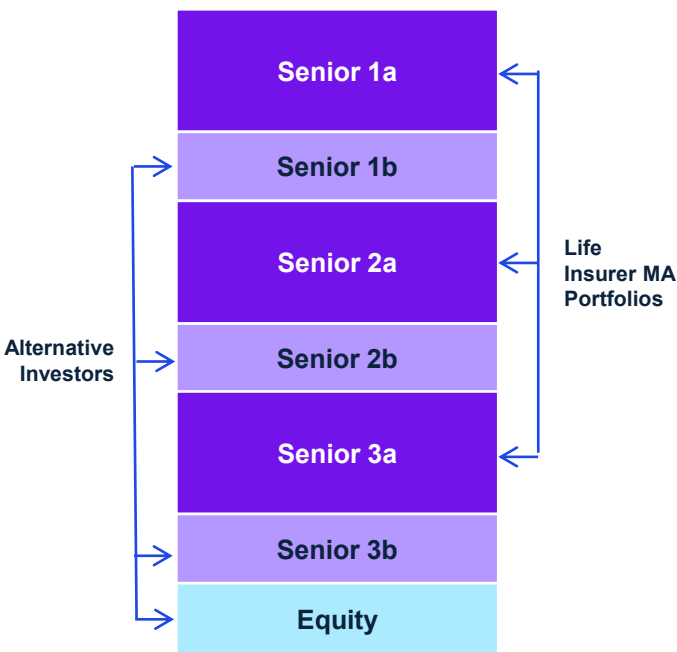 Senior 1a
Senior 1b
Senior 2a
Life
Insurer MA
Portfolios
Alternative
Investors
Senior 2b
Senior 3a
Senior 3b
Equity